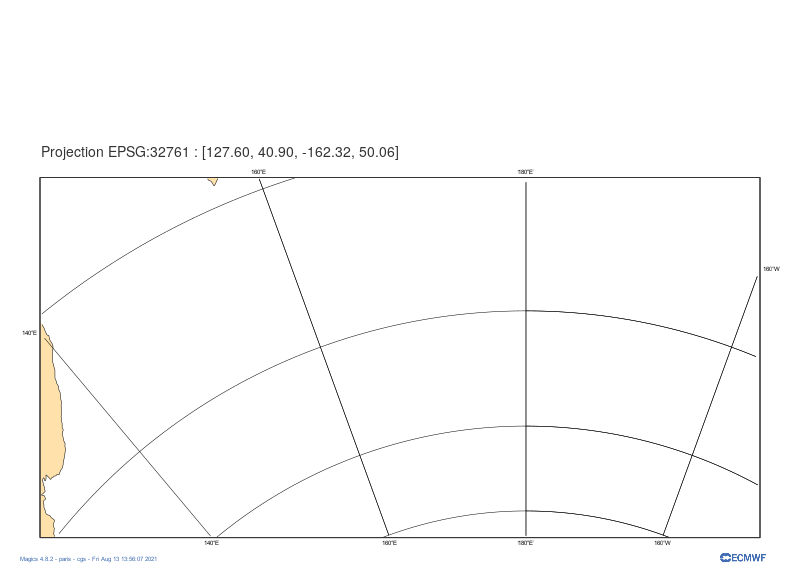 Projection EPSG:32761 : [127.60, 40.90, -162.32, 50.06]
160°E 180°E
160°W
140°E
140°E 160°E 180°E 160°W
Magics 4.8.2 - paris - cgs - Fri Aug 13 13:56:07 2021
ECMWF